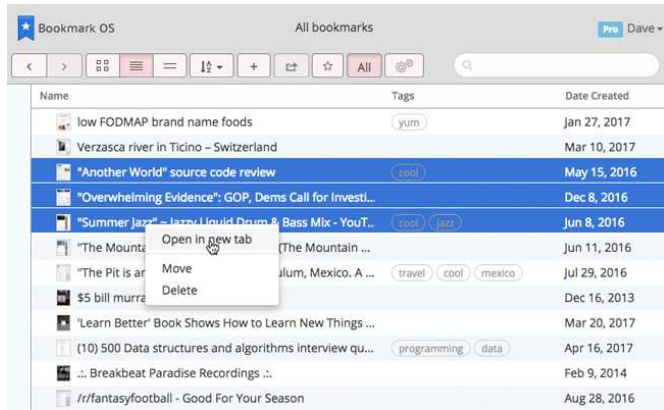 Bookmark OS
All bookmarks
Pro Dave
All
Name Tags Date Created
low FODMAP brand name foods yum Jan 27, 2017
Verzasca river in Ticino – Switzerland Mar 10, 2017
"Another World" source code review cool May 15, 2016
"Overwhelming Evidence": GOP, Dems Call for Investi... Dec 8, 2016
"Summer Jazz" ~ Jazzy Liquid Drum & Bass Mix - YouT... cool jazz Jun 8, 2016
Open in new tab
"The Mounta (The Mountain ... Jun 11, 2016
Move
"The Pit is ar ulum, Mexico. A ... travel cool mexico Jul 29, 2016
Delete
$5 bill murra Dec 16, 2013
'Learn Better' Book Shows How to Learn New Things ... Mar 20, 2017
(10) 500 Data structures and algorithms interview qu... programming data Apr 16, 2017
.:. Breakbeat Paradise Recordings .:. Feb 9, 2014
/r/fantasyfootball - Good For Your Season Aug 28, 2016